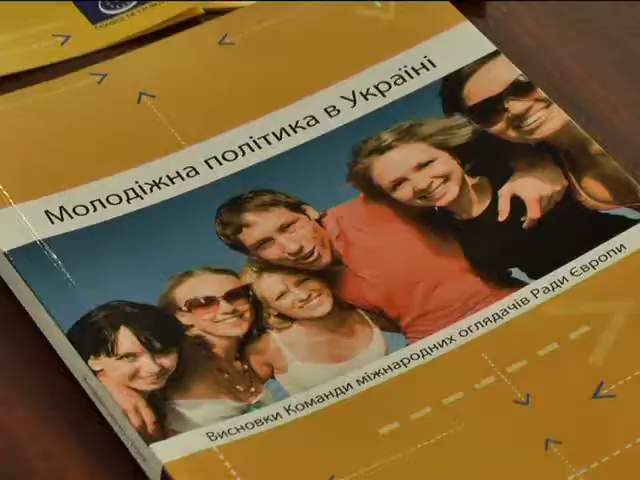 Молодіжна політика в Україні
Висновки Команди міжнародних оглядачів Ради Європи